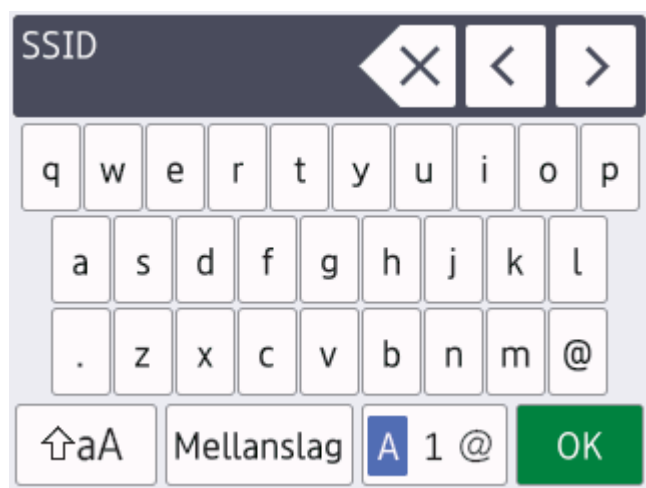 SSID
q w e r t y u i o p
a s d f g h j k l
. z x c v b n m @
aA Mellanslag A 1 @ OK